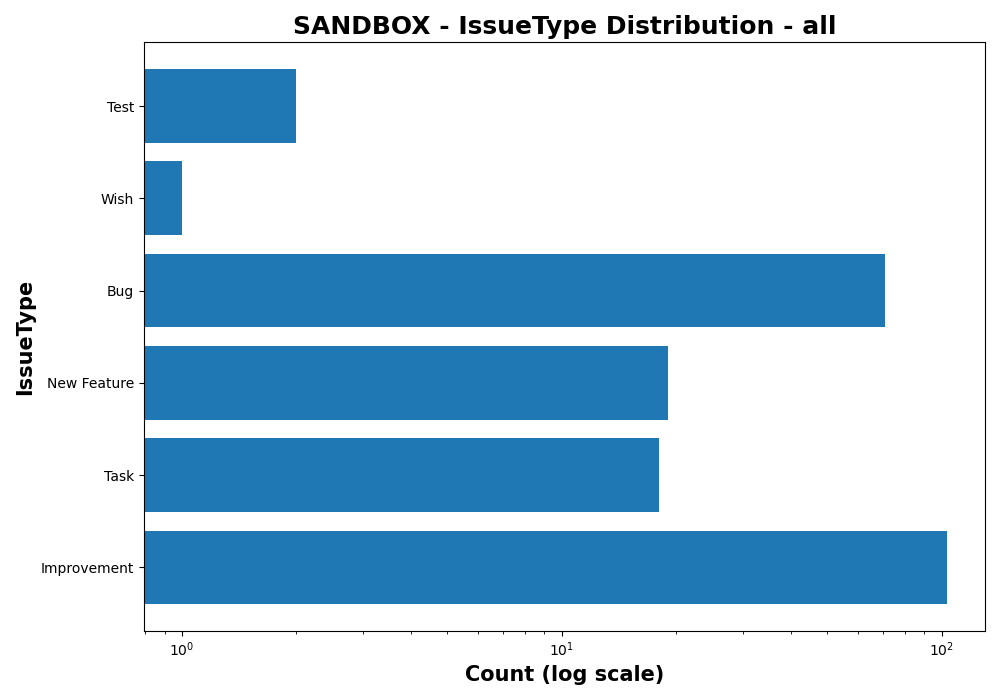 SANDBOX - IssueType Distribution - all
IssueType
Test
Wish
Bug
New Feature
Task
Improvement
10⁰
10¹
10²
Count (log scale)